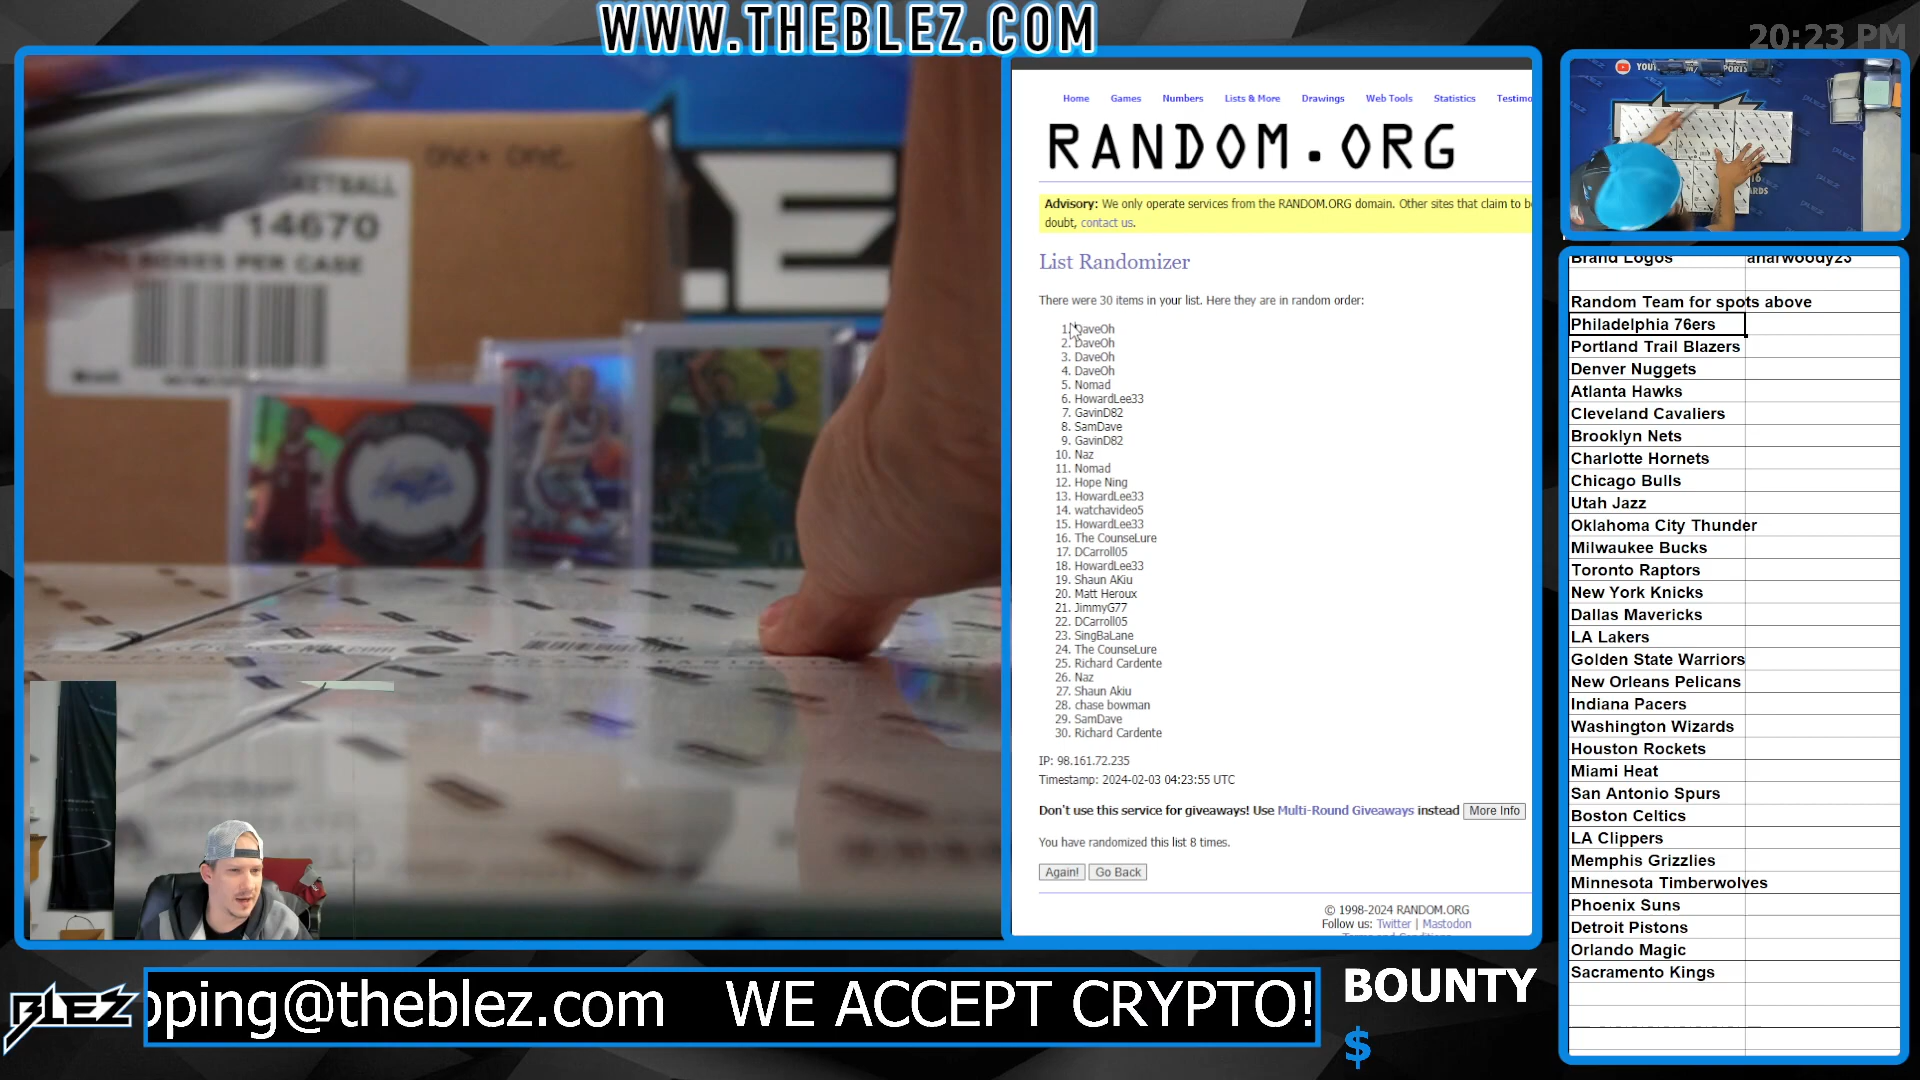 WWW.THEBLEZ.COM
20:23 PM
one + one
14670
BOXES PER CASE
Home Games Numbers Lists & More Drawings Web Tools Statistics Testimo
RANDOM.ORG
Advisory: We only operate services from the RANDOM.ORG domain. Other sites that claim to b
doubt, contact us.
List Randomizer
There were 30 items in your list. Here they are in random order:
1. DaveOh
2. DaveOh
3. DaveOh
4. DaveOh
5. Nomad
6. HowardLee33
7. GavinD82
8. SamDave
9. GavinD82
10. Naz
11. Nomad
12. Hope Ning
13. HowardLee33
14. watchavideo5
15. HowardLee33
16. The CounseLure
17. DCarroll05
18. HowardLee33
19. Shaun AKiu
20. Matt Heroux
21. JimmyG77
22. DCarroll05
23. SingBaLane
24. The CounseLure
25. Richard Cardente
26. Naz
27. Shaun Akiu
28. chase bowman
29. SamDave
30. Richard Cardente
IP: 98.161.72.235
Timestamp: 2024-02-03 04:23:55 UTC
Don't use this service for giveaways! Use Multi-Round Giveaways instead More Info
You have randomized this list 8 times.
Again! Go Back
© 1998-2024 RANDOM.ORG
Follow us: Twitter | Mastodon
Brand Logos aharwoody23
Random Team for spots above
Philadelphia 76ers
Portland Trail Blazers
Denver Nuggets
Atlanta Hawks
Cleveland Cavaliers
Brooklyn Nets
Charlotte Hornets
Chicago Bulls
Utah Jazz
Oklahoma City Thunder
Milwaukee Bucks
Toronto Raptors
New York Knicks
Dallas Mavericks
LA Lakers
Golden State Warriors
New Orleans Pelicans
Indiana Pacers
Washington Wizards
Houston Rockets
Miami Heat
San Antonio Spurs
Boston Celtics
LA Clippers
Memphis Grizzlies
Minnesota Timberwolves
Phoenix Suns
Detroit Pistons
Orlando Magic
Sacramento Kings
BLEZ
pping@theblez.com WE ACCEPT CRYPTO!
BOUNTY
$